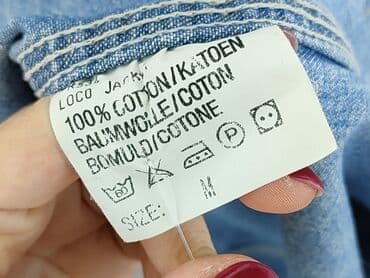 LOCO JACKY
100% COTTON/KATOEN
BAUMWOLLE/COTON
BOMULD/COTONE
P
SIZE: M